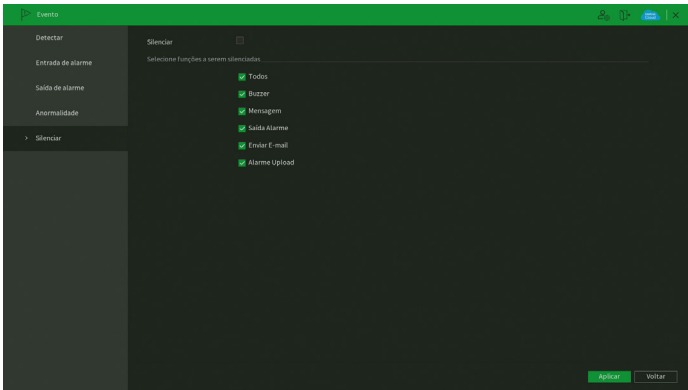 Evento
Detectar
Entrada de alarme
Saída de alarme
Anormalidade
> Silenciar
Silenciar
Selecione funções a serem silenciadas
Todos
Buzzer
Mensagem
Saída Alarme
Enviar E-mail
Alarme Upload
Aplicar
Voltar